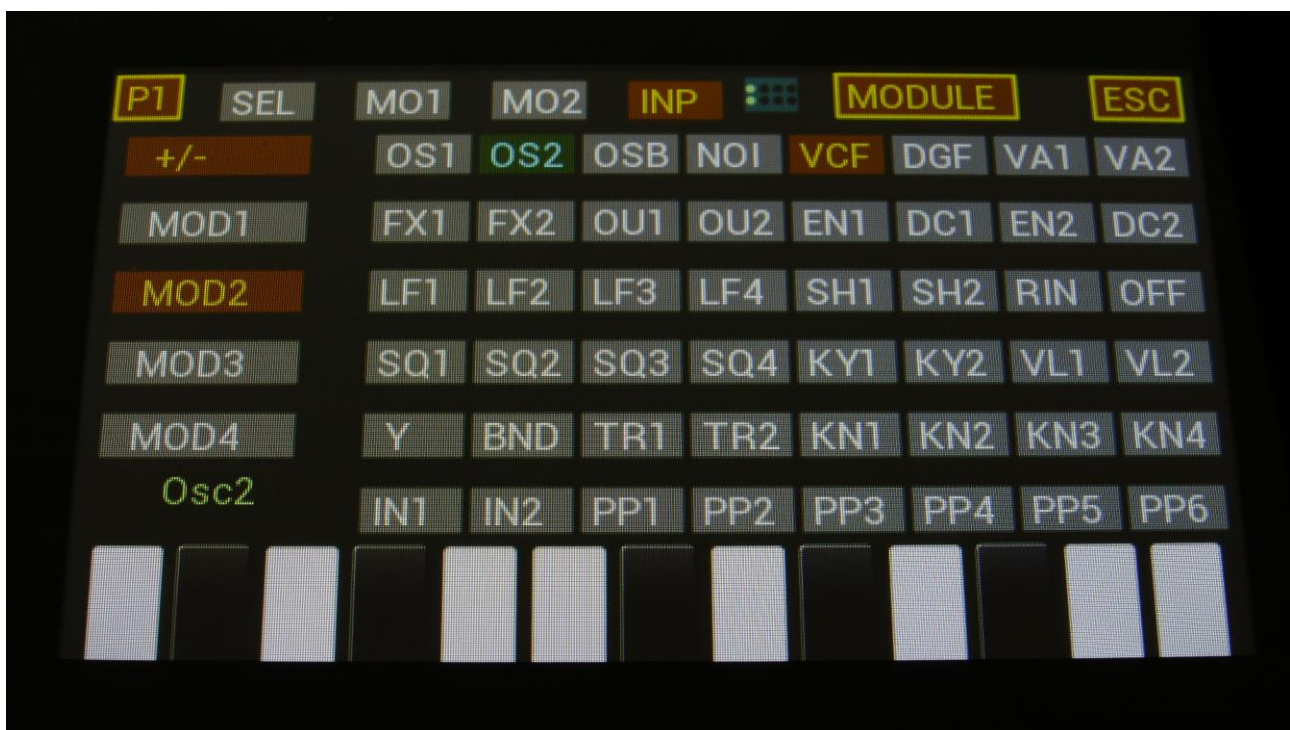 P1 SEL MO1 MO2 INP MODULE ESC
+/- OS1 OS2 OSB NOI VCF DGF VA1 VA2
MOD1 FX1 FX2 OU1 OU2 EN1 DC1 EN2 DC2
MOD2 LF1 LF2 LF3 LF4 SH1 SH2 RIN OFF
MOD3 SQ1 SQ2 SQ3 SQ4 KY1 KY2 VL1 VL2
MOD4 Y BND TR1 TR2 KN1 KN2 KN3 KN4
Osc2 IN1 IN2 PP1 PP2 PP3 PP4 PP5 PP6